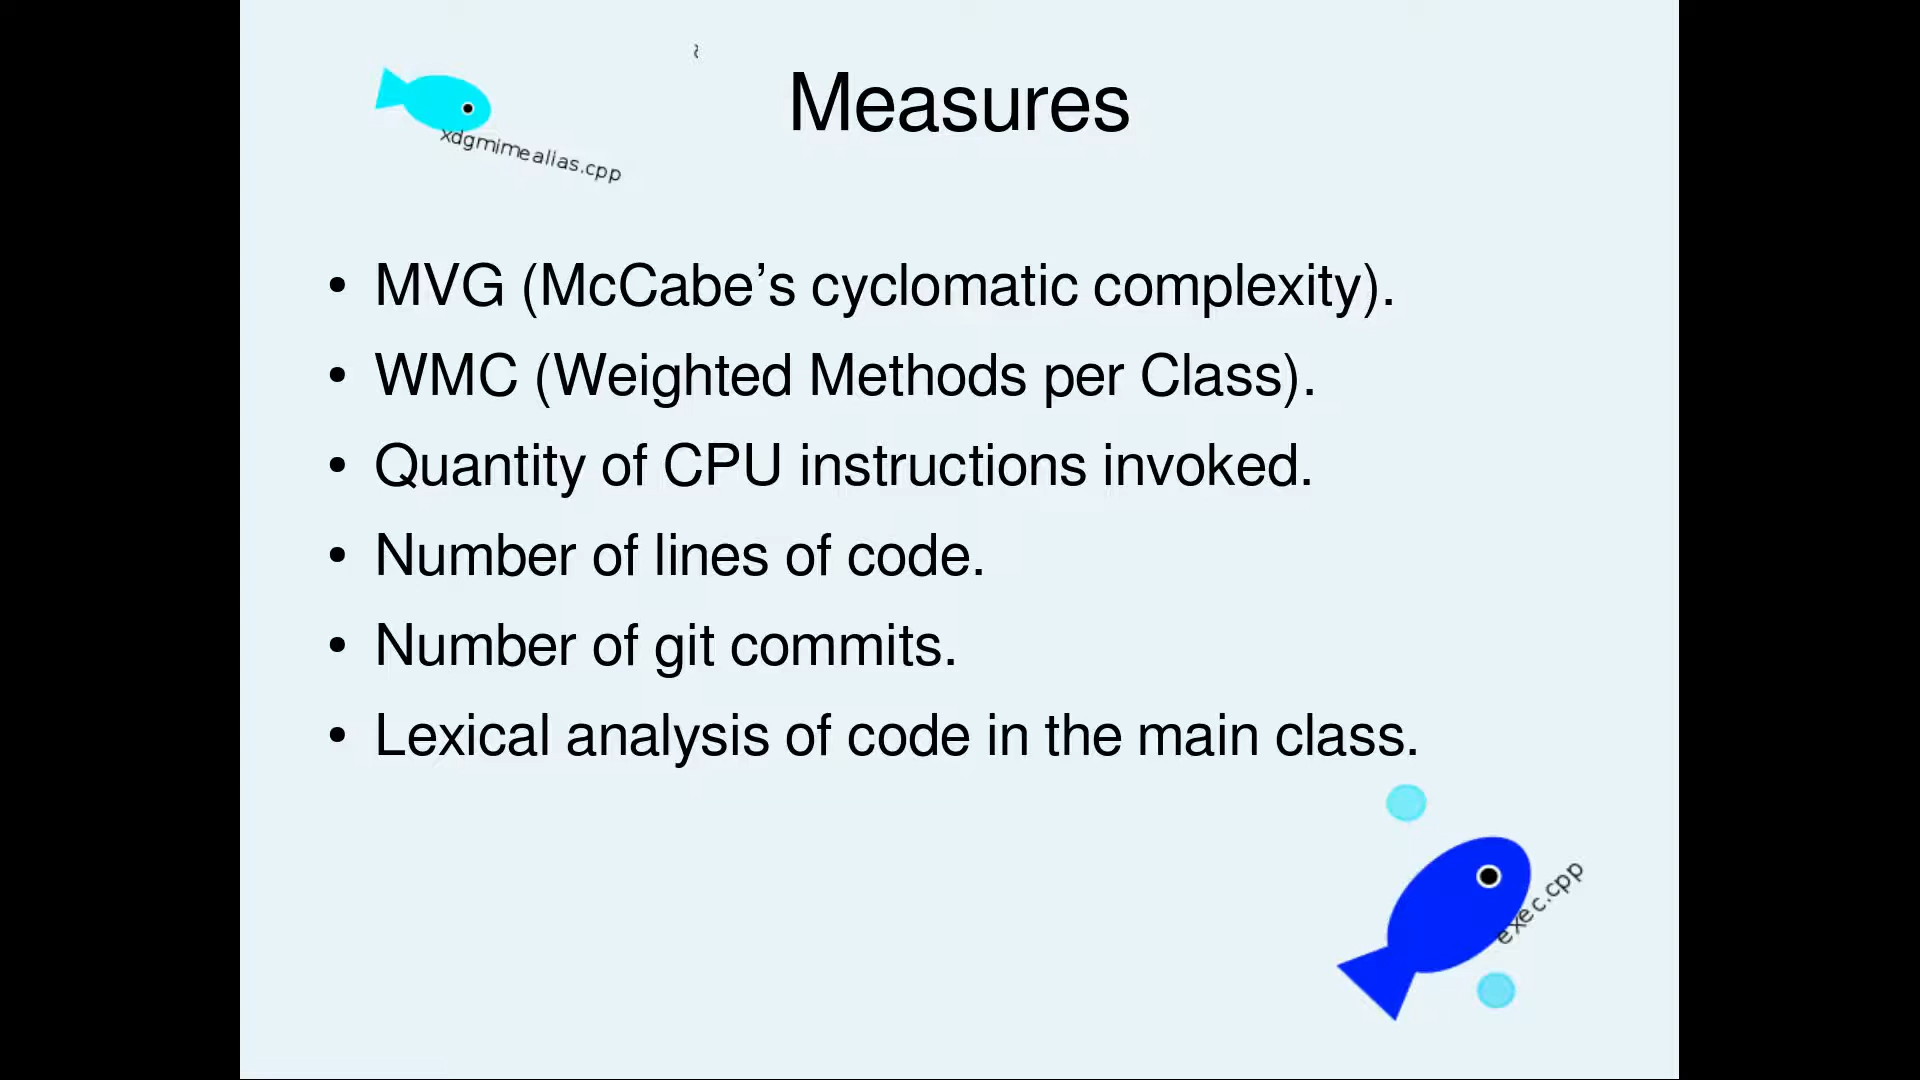 Measures
xdgmimealias.cpp
• MVG (McCabe’s cyclomatic complexity).
• WMC (Weighted Methods per Class).
• Quantity of CPU instructions invoked.
• Number of lines of code.
• Number of git commits.
• Lexical analysis of code in the main class.
exec.cpp